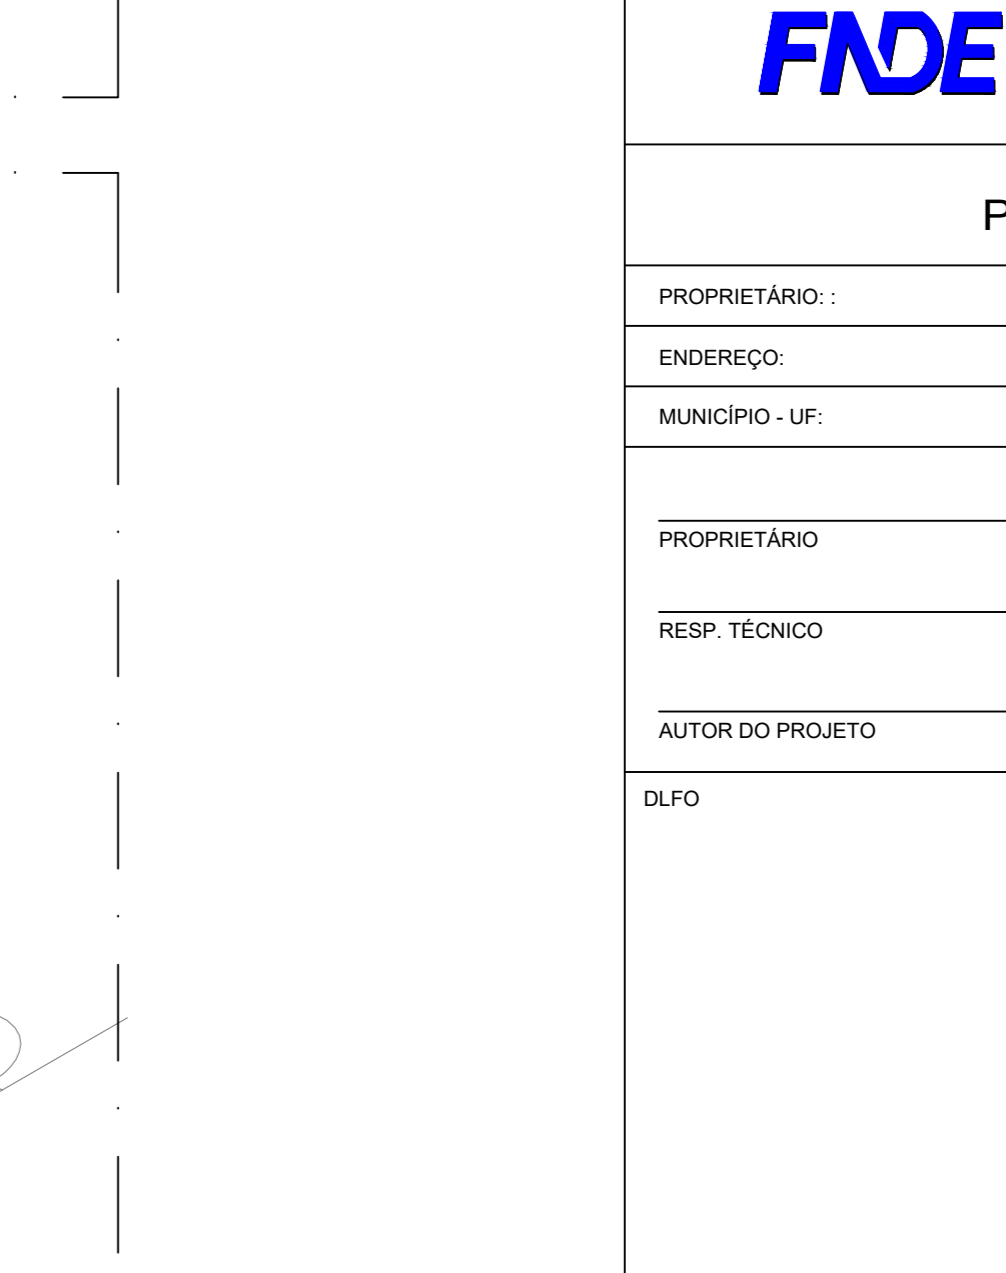 FNDE
P
PROPRIETÁRIO: :
ENDEREÇO:
MUNICÍPIO - UF:
PROPRIETÁRIO
RESP. TÉCNICO
AUTOR DO PROJETO
DLFO